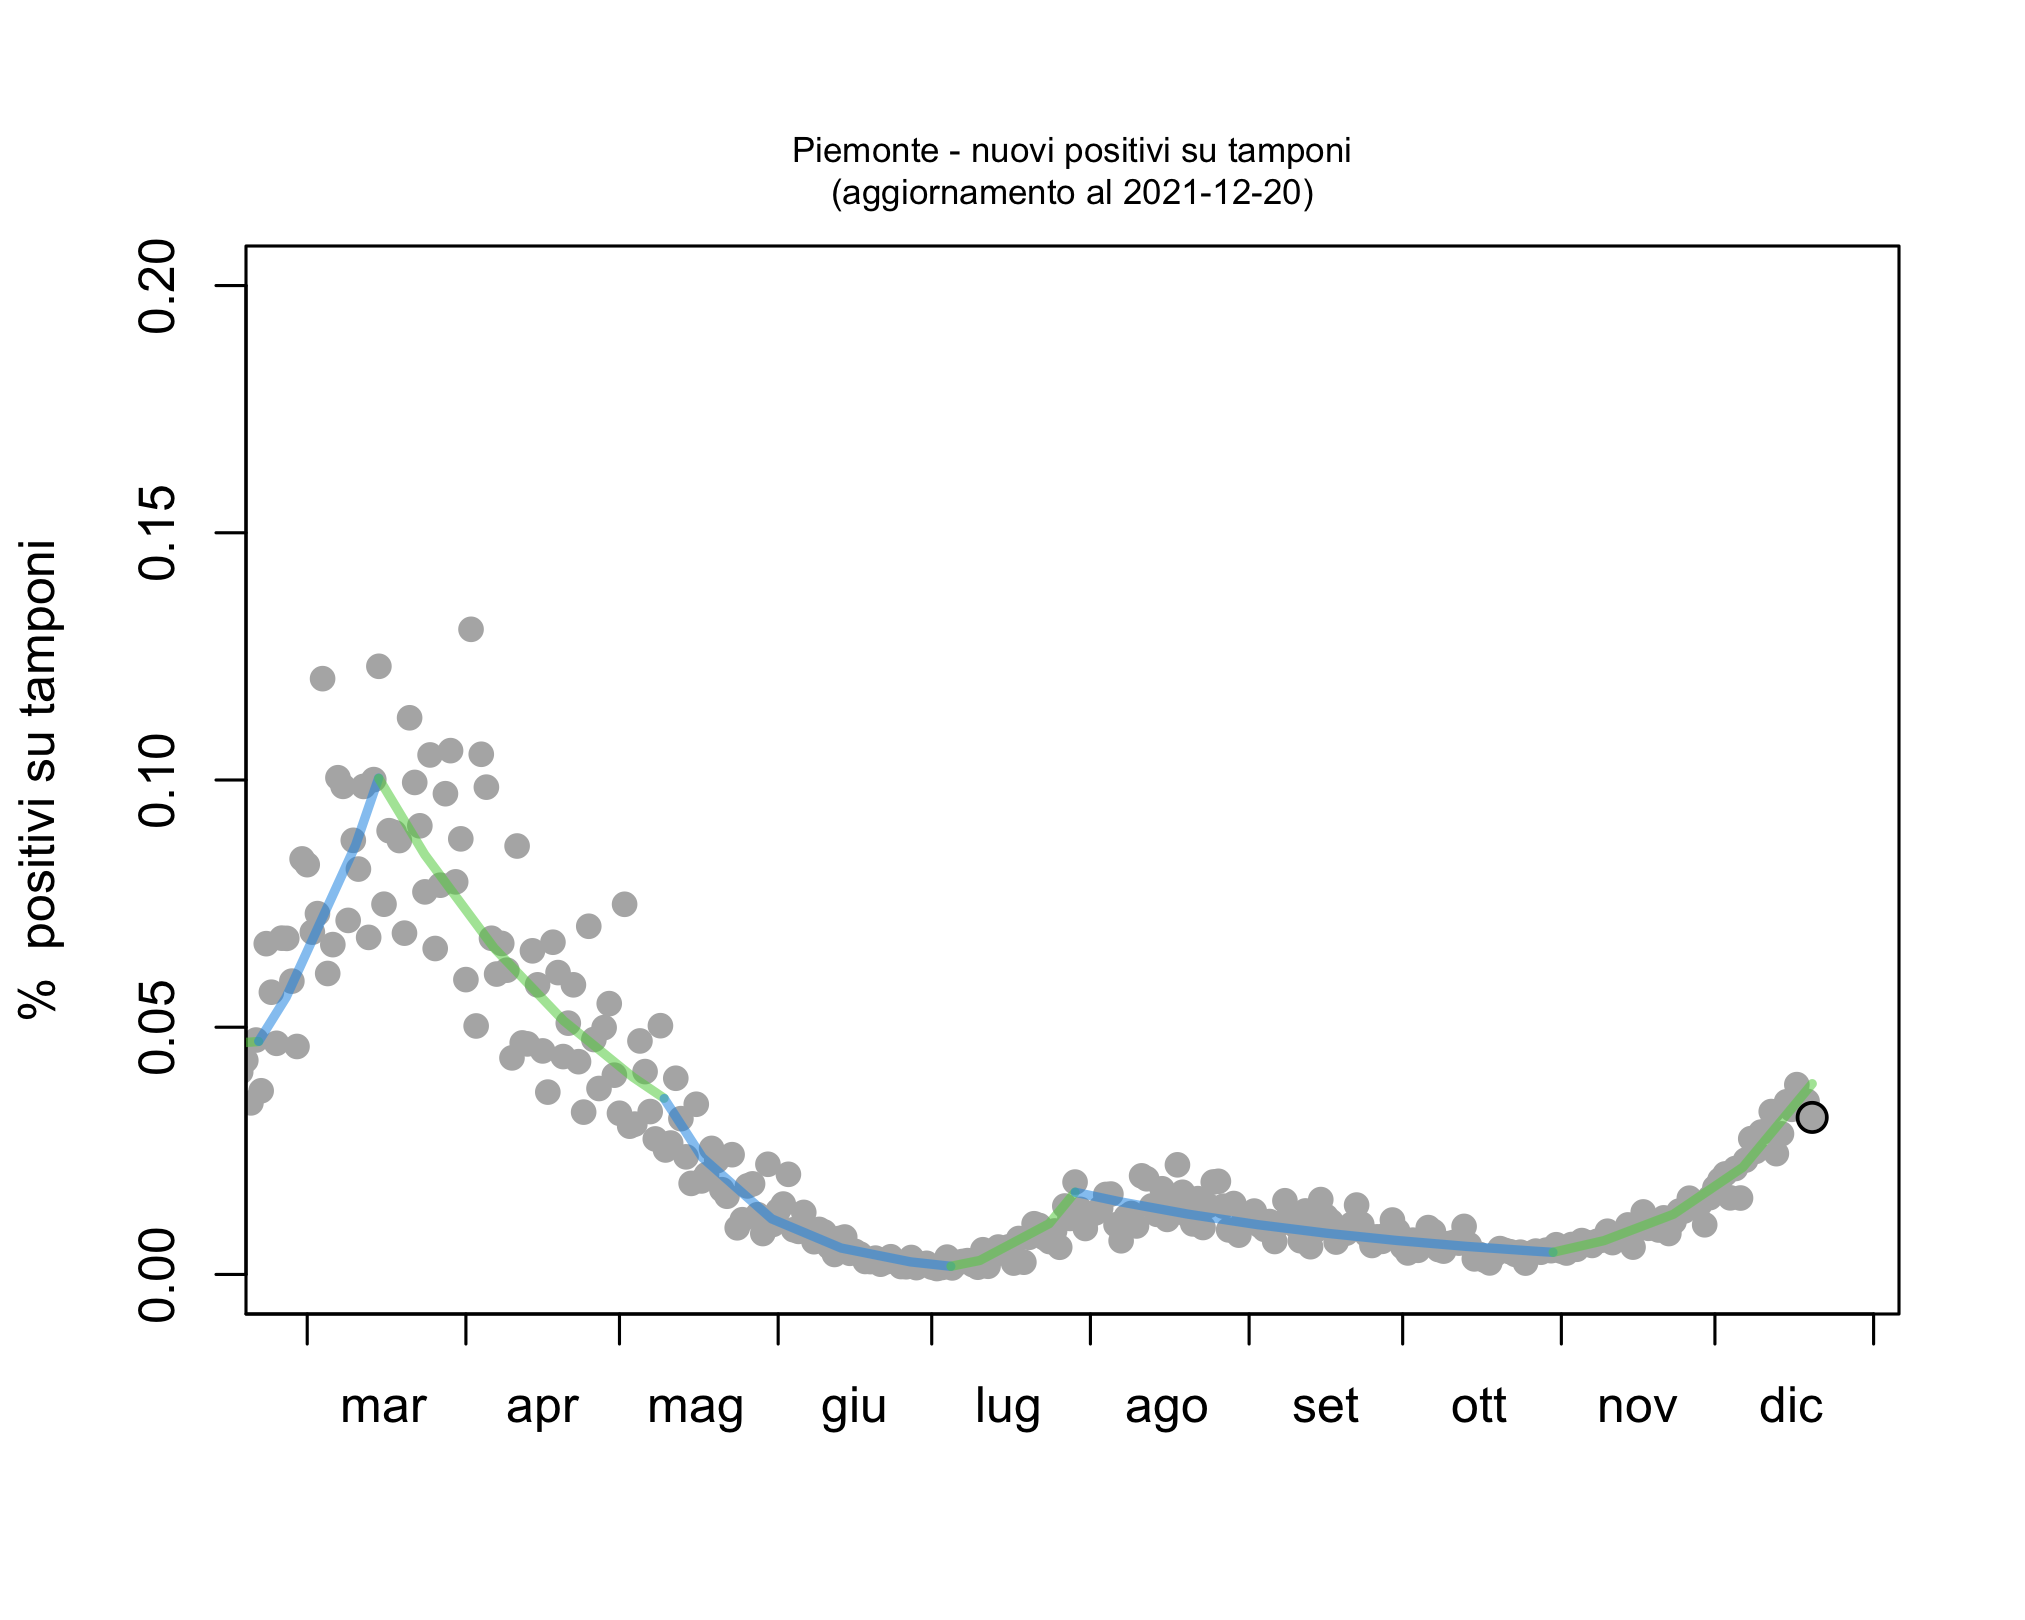 Piemonte - nuovi positivi su tamponi
(aggiornamento al 2021-12-20)
% positivi su tamponi
0.20
0.15
0.10
0.05
0.00
mar apr mag giu lug ago set ott nov dic